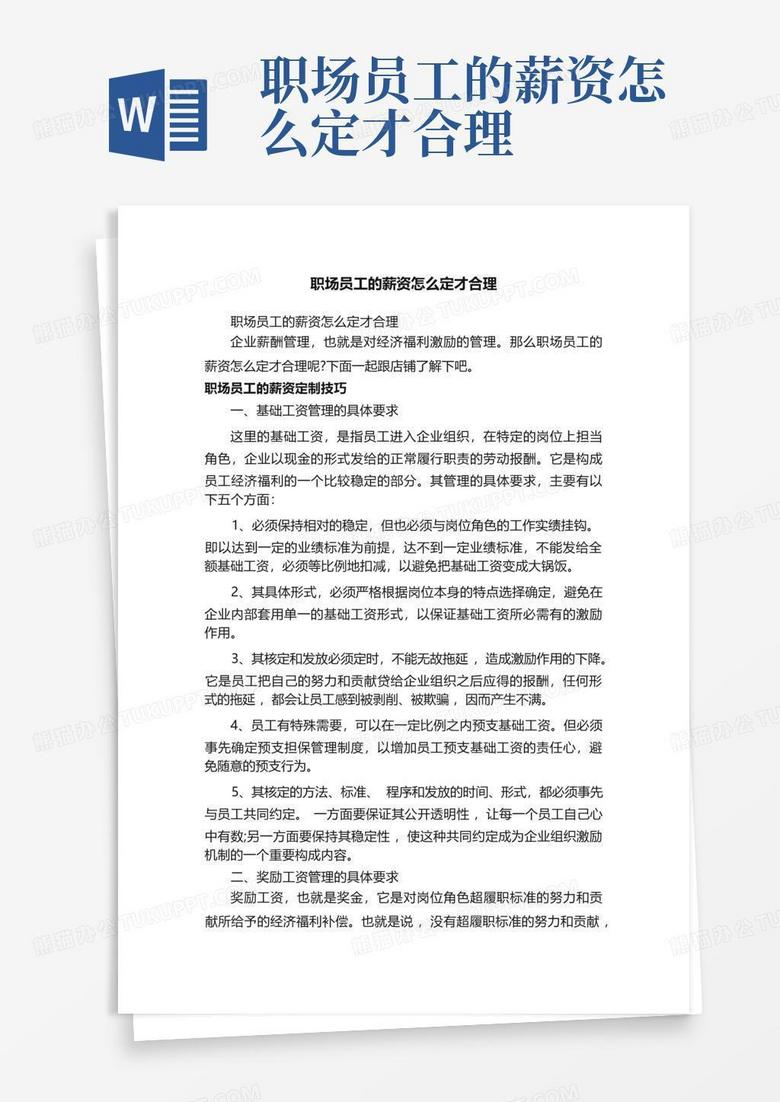 W
职场员工的薪资怎
么定才合理
职场员工的薪资怎么定才合理
职场员工的薪资怎么定才合理
企业薪酬管理，也就是对经济福利激励的管理。那么职场员工的
薪资怎么定才合理呢?下面一起跟店铺了解下吧。
职场员工的薪资定制技巧
一、基础工资管理的具体要求
这里的基础工资，是指员工进入企业组织，在特定的岗位上担当
角色，企业以现金的形式发给的正常履行职责的劳动报酬。它是构成
员工经济福利的一个比较稳定的部分。其管理的具体要求，主要有以
下五个方面：
1、必须保持相对的稳定，但也必须与岗位角色的工作实绩挂钩。
即以达到一定的业绩标准为前提，达不到一定业绩标准，不能发给全
额基础工资，必须等比例地扣减，以避免把基础工资变成大锅饭。
2、其具体形式，必须严格根据岗位本身的特点选择确定，避免在
企业内部套用单一的基础工资形式，以保证基础工资所必需有的激励
作用。
3、其核定和发放必须定时，不能无故拖延，造成激励作用的下降。
它是员工把自己的努力和贡献贷给企业组织之后应得的报酬，任何形
式的拖延，都会让员工感到被剥削、被欺骗，因而产生不满。
4、员工有特殊需要，可以在一定比例之内预支基础工资。但必须
事先确定预支担保管理制度，以增加员工预支基础工资的责任心，避
免随意的预支行为。
5、其核定的方法、标准、 程序和发放的时间、形式，都必须事先
与员工共同约定。 一方面要保证其公开透明性，让每一个员工自己心
中有数;另一方面要保持其稳定性，使这种共同约定成为企业组织激励
机制的一个重要构成内容。
二、奖励工资管理的具体要求
奖励工资，也就是奖金，它是对岗位角色超履职标准的努力和贡
献所给予的经济福利补偿。也就是说，没有超履职标准的努力和贡献，